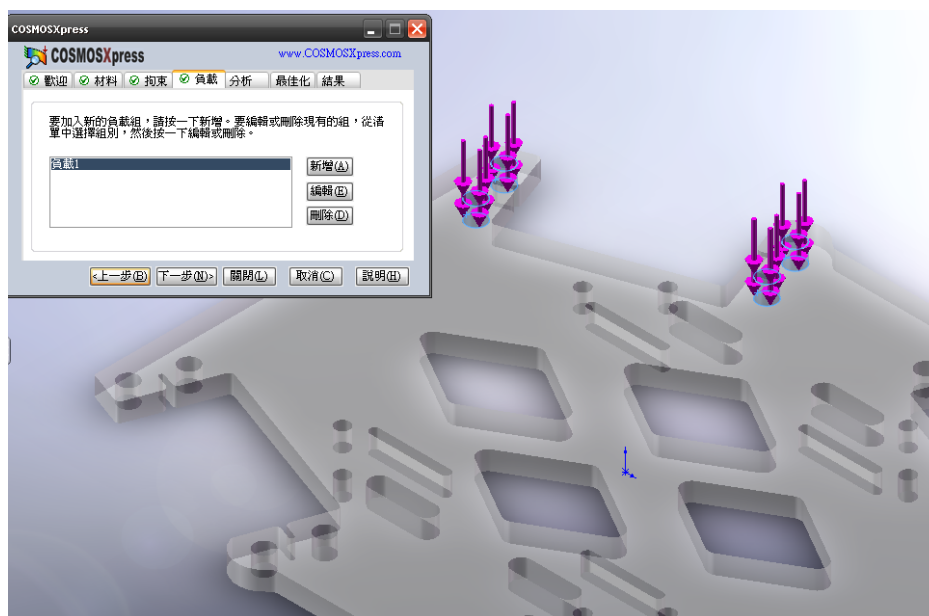 COSMOSXpress
COSMOSXpress
www.COSMOSXpress.com
歡迎 材料 拘束 負載 分析 最佳化 結果
要加入新的負載組，請按一下新增。要編輯或刪除現有的組，從清
單中選擇組別，然後按一下編輯或刪除。
負載1
新增(A)
編輯(E)
刪除(D)
<上一步(B) 下一步(N)> 關閉(L) 取消(C) 說明(H)